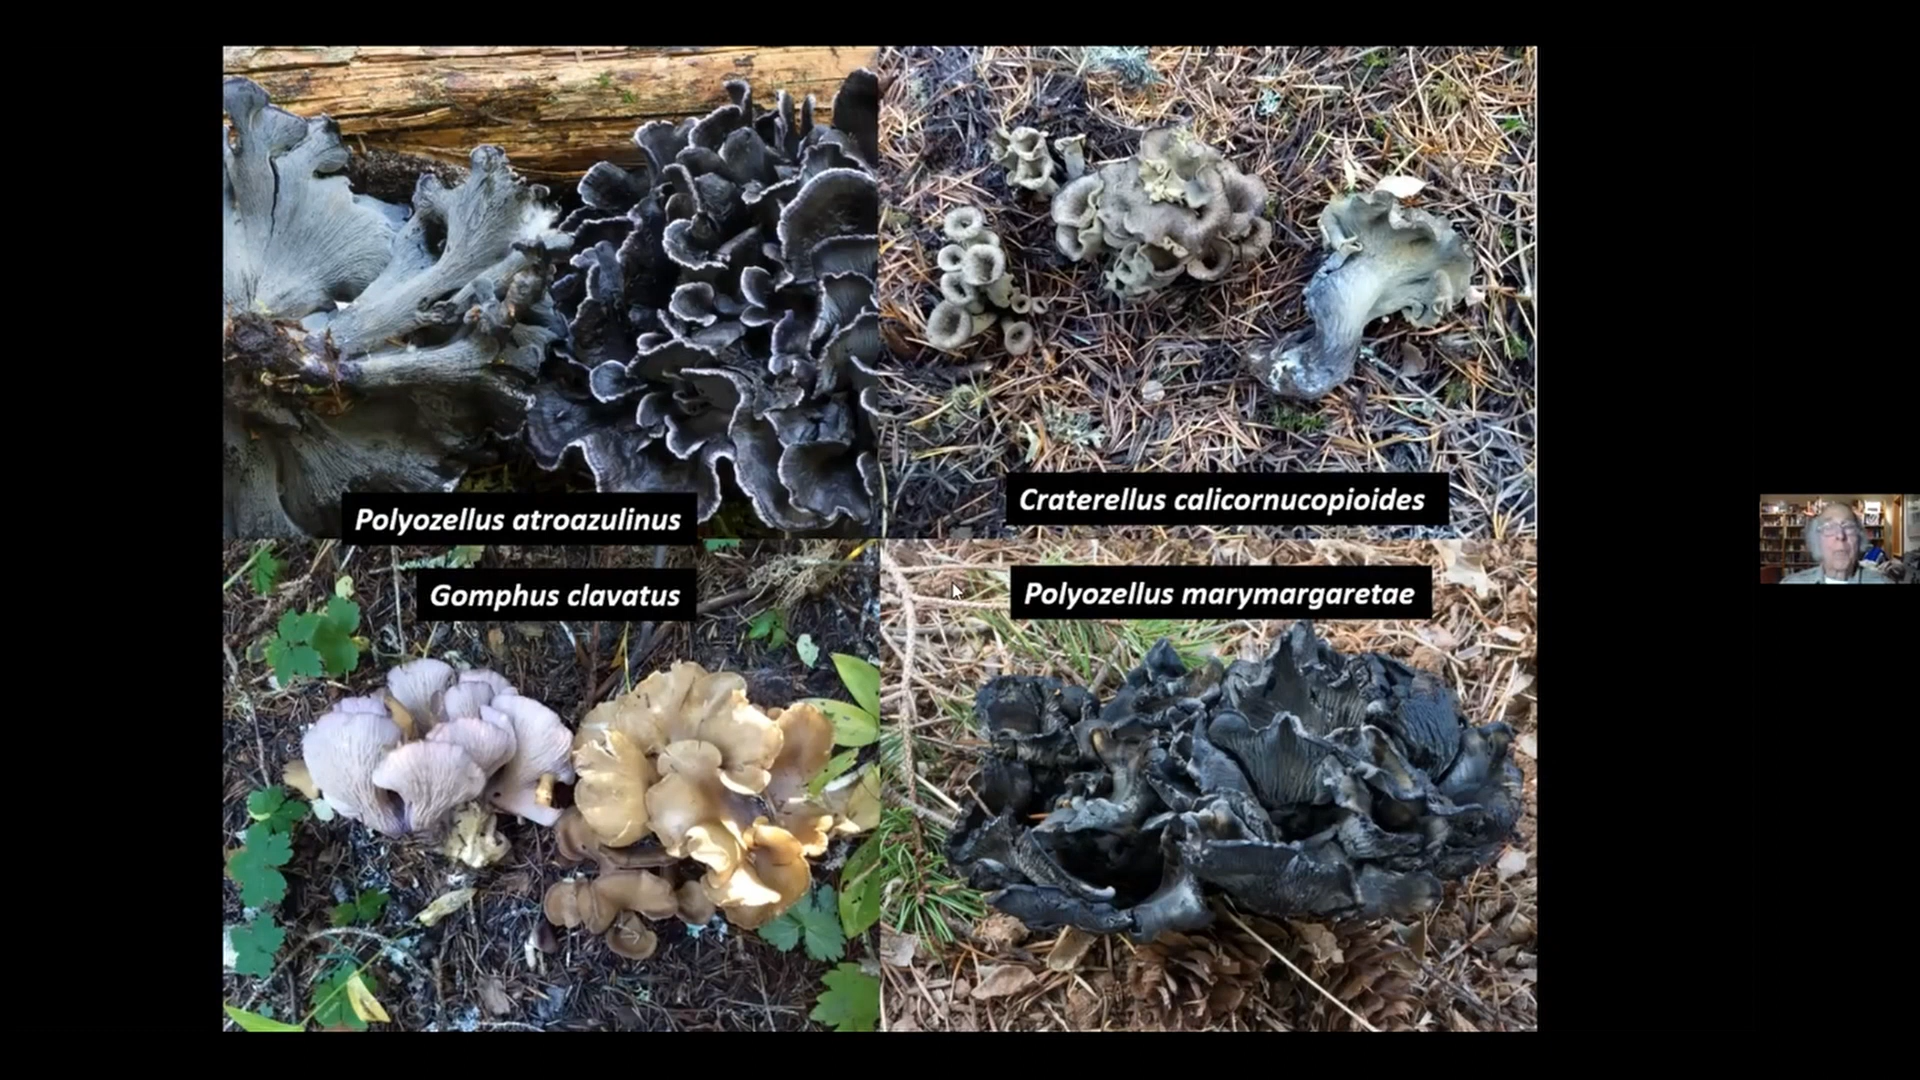 Polyozellus atroazulinus
Craterellus calicornucopioides
Gomphus clavatus
Polyozellus marymargaretae